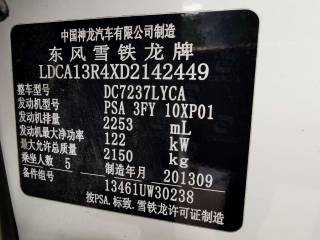 中国神龙汽车有限公司制造
东风雪铁龙牌
LDCA13R4XD2142449
整车型号 DC7237LYCA
发动机型号 PSA 3FY 10XP01
发动机排量 2253 mL
发动机最大净功率 122 kW
最大允许总质量 2150 kg
乘坐人数 5 制造年月 201309
备件组号 13461UW30238
按PSA.标致.雪铁龙许可证制造